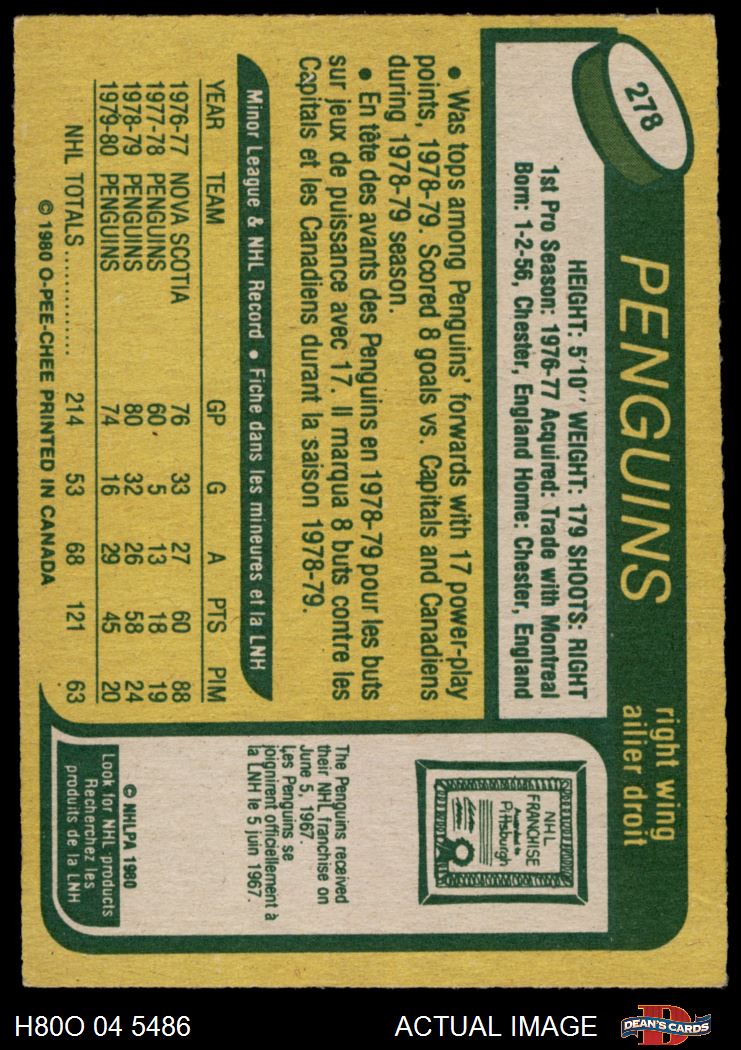 278
PENGUINS
right wing
ailier droit
HEIGHT: 5'10" WEIGHT: 179 SHOOTS: RIGHT
1st Pro Season: 1976-77 Acquired: Trade with Montreal
Born: 1-2-56, Chester, England Home: Chester, England
• Was tops among Penguins' forwards with 17 power-play
points, 1978-79. Scored 8 goals vs. Capitals and Canadiens
during 1978-79 season.
• En tête des avants des Penguins en 1978-79 pour les buts
sur jeux de puissance avec 17. Il marqua 8 buts contre les
Capitals et les Canadiens durant la saison 1978-79.
Minor League & NHL Record • Fiche dans les mineures et la LNH
YEAR TEAM GP G A PTS PIM
1976-77 NOVA SCOTIA 76 33 27 60 88
1977-78 PENGUINS 60 5 13 18 19
1978-79 PENGUINS 80 32 26 58 24
1979-80 PENGUINS 74 16 29 45 20
NHL TOTALS.............. 214 53 68 121 63
© 1980 O-PEE-CHEE PRINTED IN CANADA
NHL
FRANCHISE
Awarded to
Pittsburgh
The Penguins received
their NHL franchise on
June 5, 1967.
Les Penguins se
joignirent officiellement à
la LNH le 5 juin 1967.
© NHLPA 1980
Look for NHL products
Recherchez les
produits de la LNH
H80O 04 5486
ACTUAL IMAGE
DEAN'S CARDS